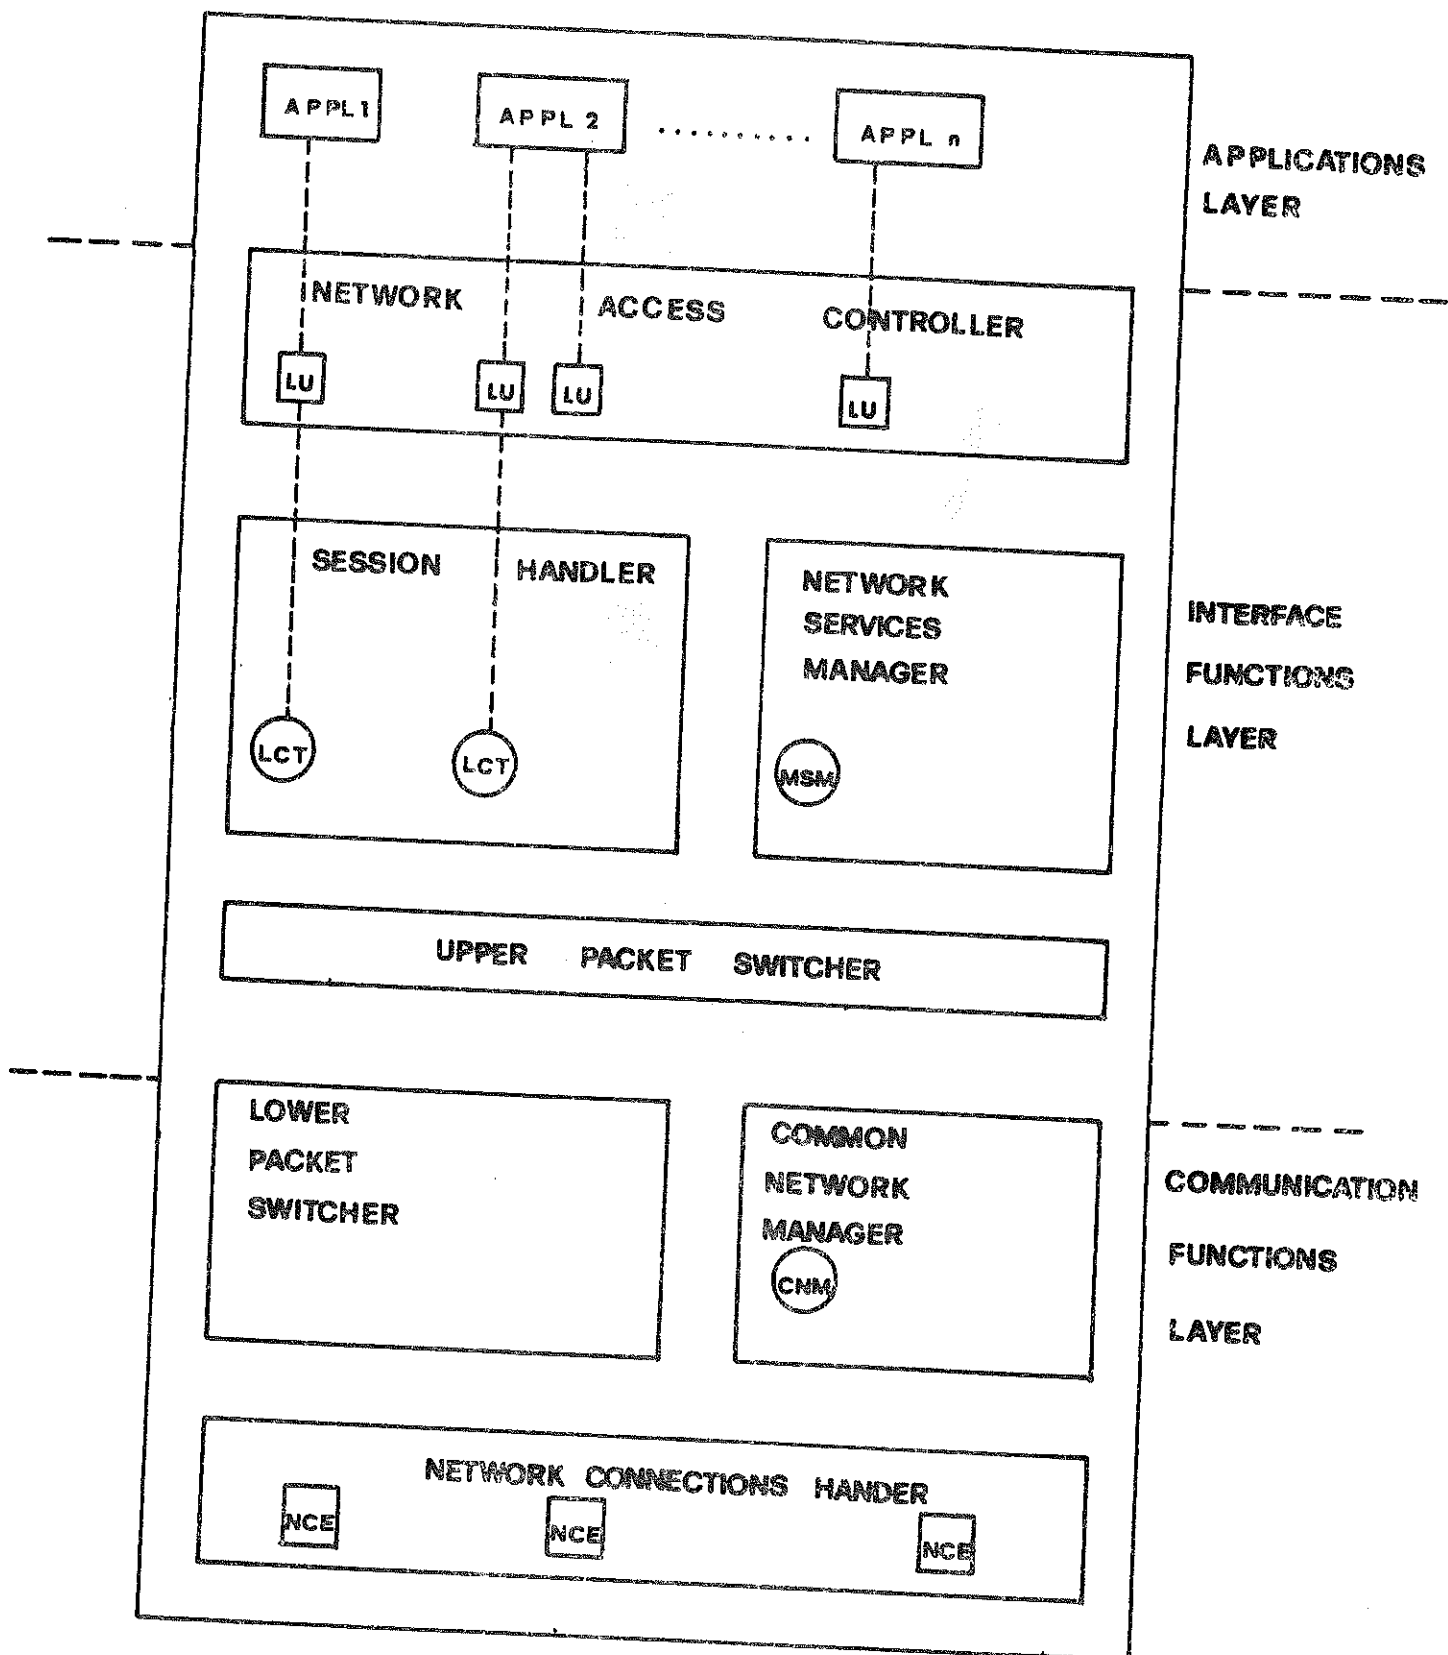 APPL 1
APPL 2
..........
APPL n
APPLICATIONS
LAYER
NETWORK ACCESS CONTROLLER
LU
LU
LU
LU
SESSION HANDLER
NETWORK
SERVICES
MANAGER
INTERFACE
FUNCTIONS
LAYER
LCT
LCT
MSM
UPPER PACKET SWITCHER
LOWER
PACKET
SWITCHER
COMMON
NETWORK
MANAGER
CNM
COMMUNICATION
FUNCTIONS
LAYER
NETWORK CONNECTIONS HANDER
NCE
NCE
NCE